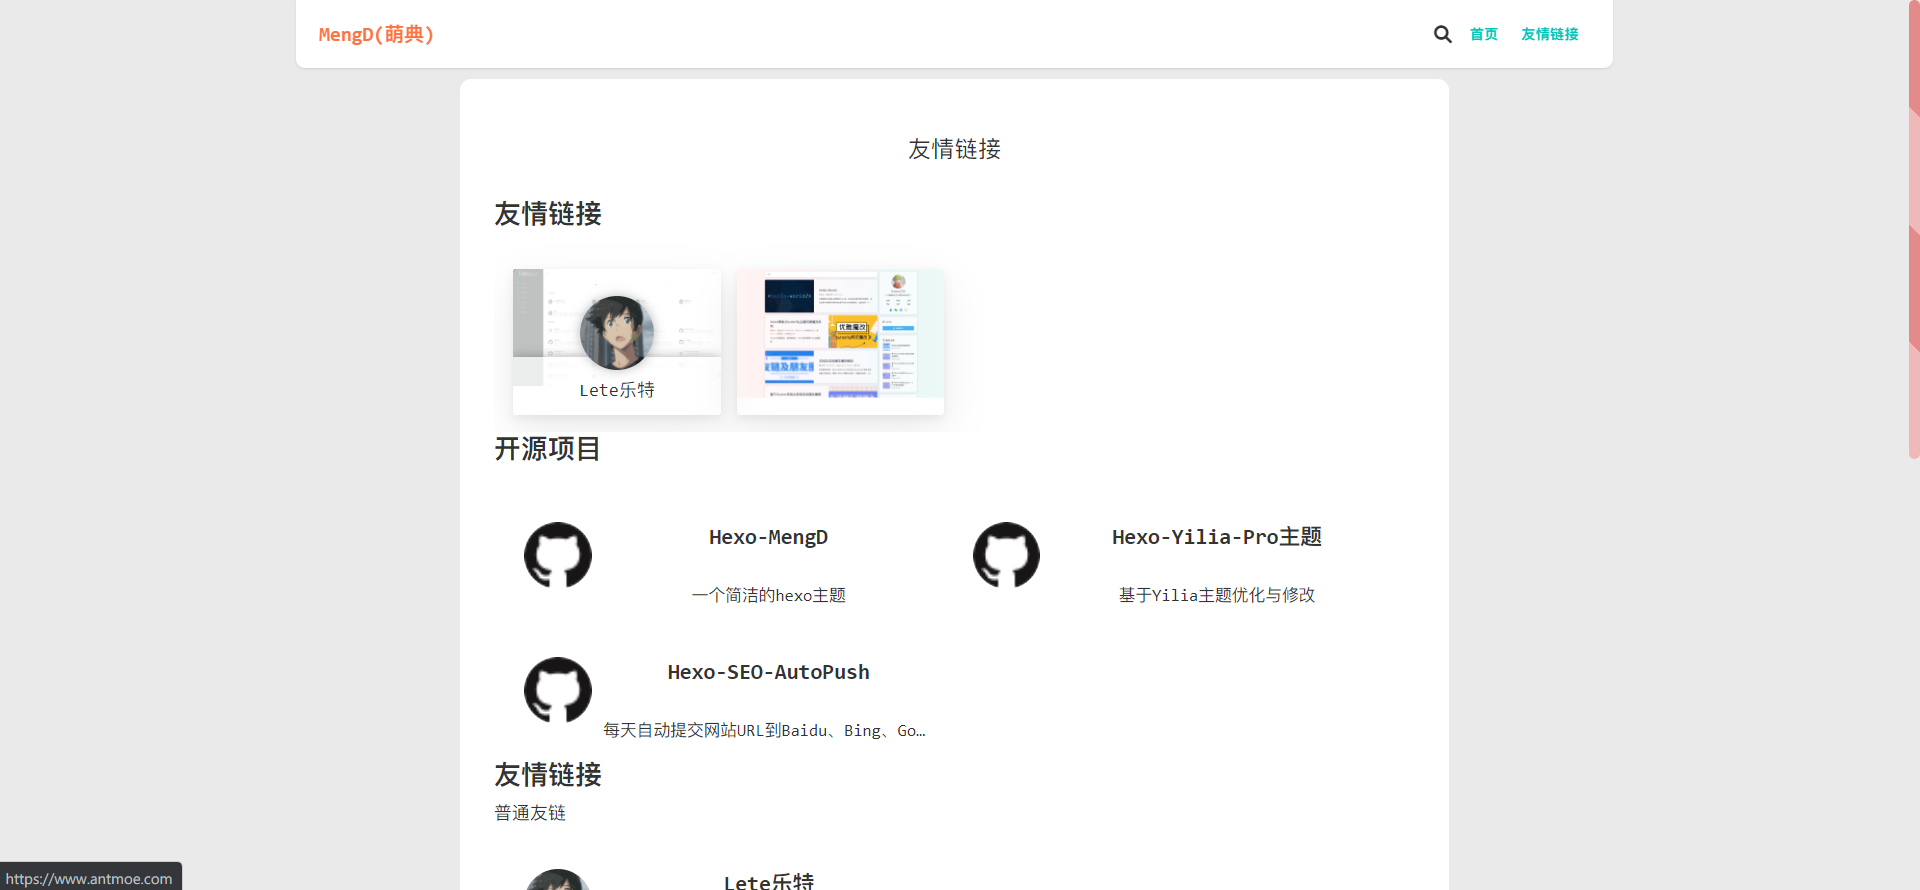 MengD(萌典)
首页
友情链接
友情链接
友情链接
优雅魔改
Lete乐特
开源项目
Hexo-MengD
一个简洁的hexo主题
Hexo-Yilia-Pro主题
基于Yilia主题优化与修改
Hexo-SEO-AutoPush
每天自动提交网站URL到Baidu、Bing、Go…
友情链接
普通友链
Lete乐特
https://www.antmoe.com